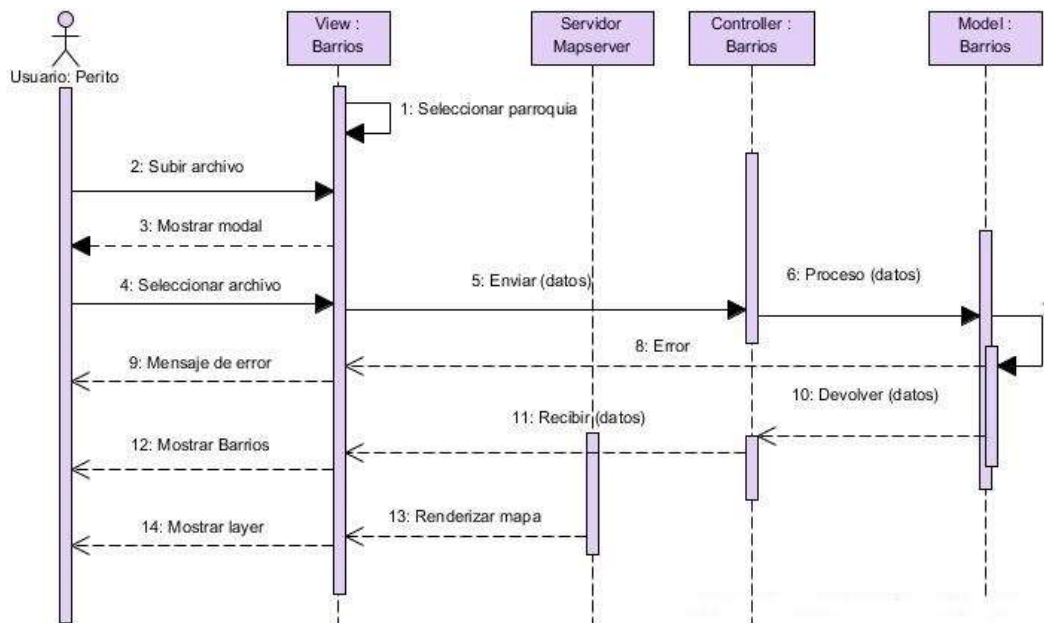 View :
Barrios
Servidor
Mapserver
Controller :
Barrios
Model :
Barrios
Usuario: Perito
1: Seleccionar parroquia
2: Subir archivo
3: Mostrar modal
4: Seleccionar archivo
5: Enviar (datos)
6: Proceso (datos)
8: Error
9: Mensaje de error
10: Devolver (datos)
11: Recibir (datos)
12: Mostrar Barrios
13: Renderizar mapa
14: Mostrar layer